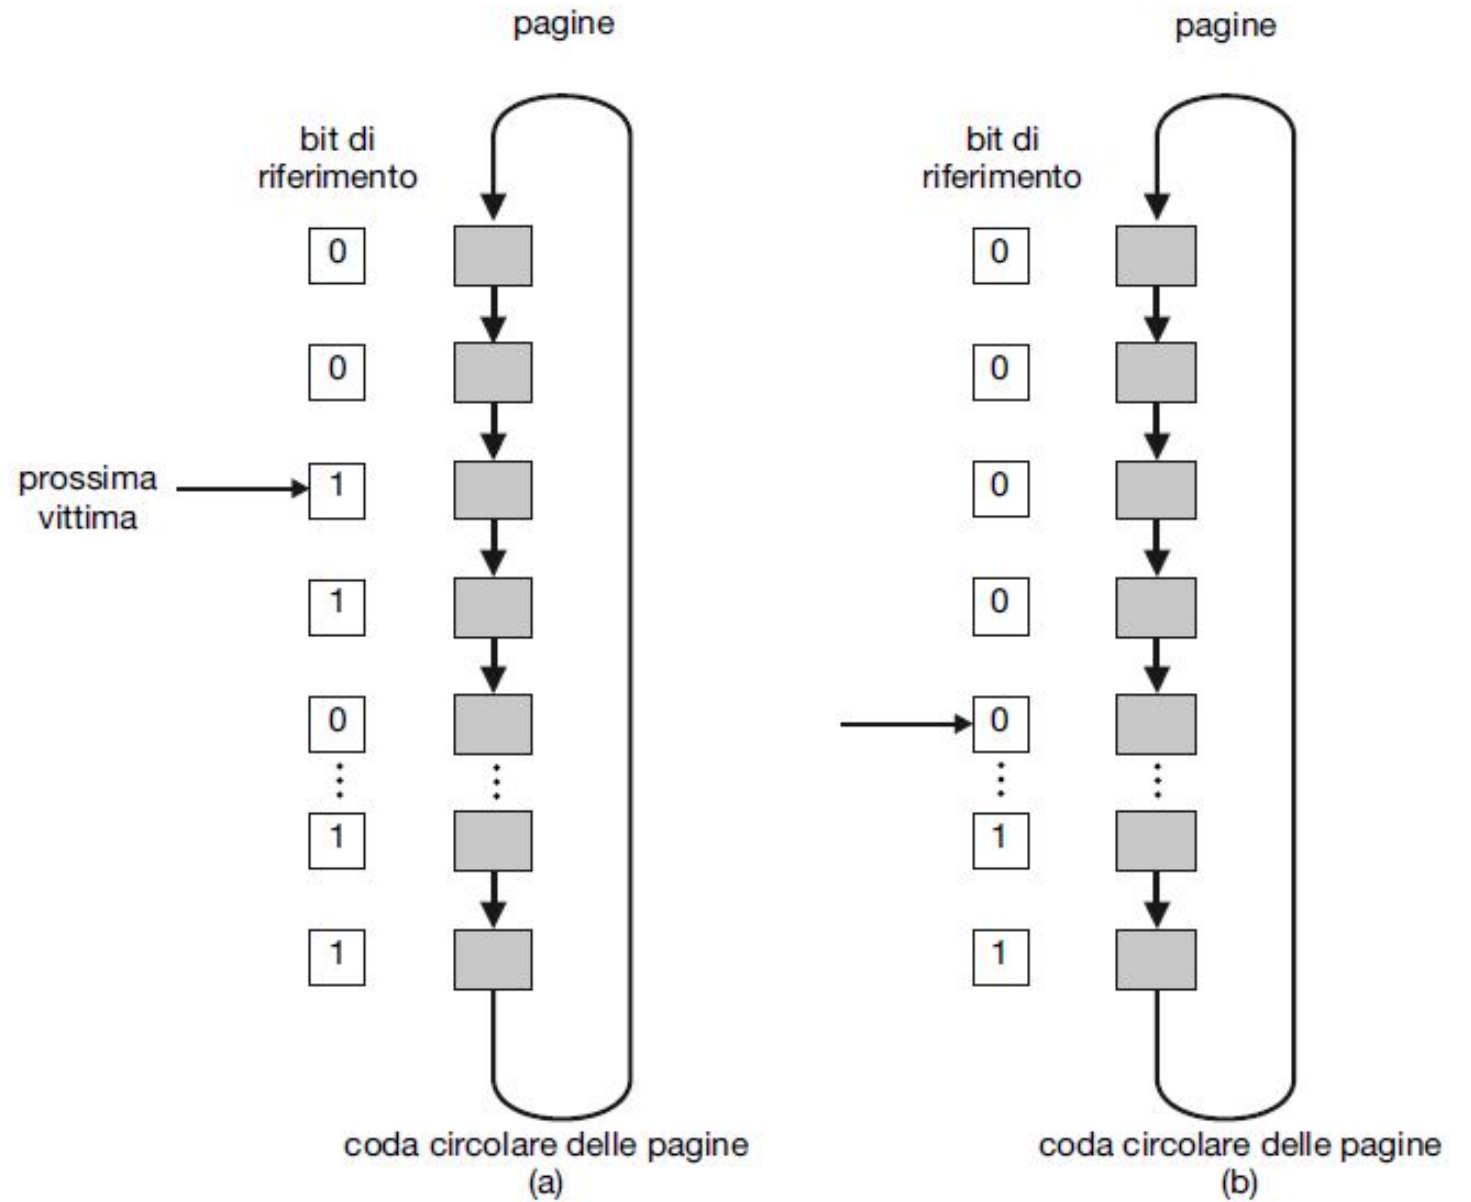 pagine
bit di
riferimento
0
0
prossima
vittima
1
1
0
1
1
coda circolare delle pagine
(a)
pagine
bit di
riferimento
0
0
0
0
0
1
1
coda circolare delle pagine
(b)